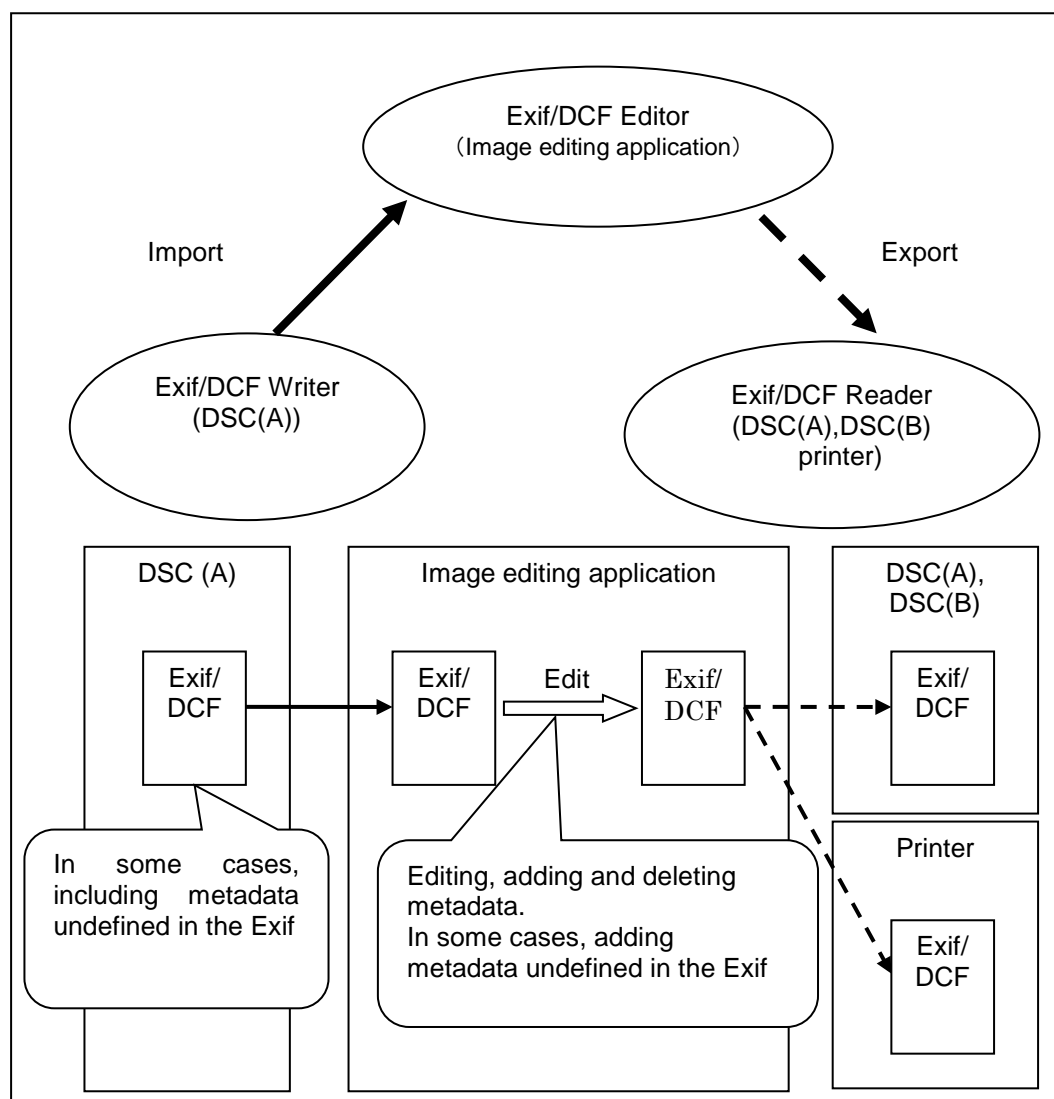 Exif/DCF Editor
（Image editing application）
Import
Export
Exif/DCF Writer
(DSC(A))
Exif/DCF Reader
(DSC(A),DSC(B)
printer)
DSC (A)
Image editing application
DSC(A),
DSC(B)
Exif/
DCF
Exif/
DCF
Edit
Exif/
DCF
Exif/
DCF
In some cases,
including metadata
undefined in the Exif
Editing, adding and deleting
metadata.
In some cases, adding
metadata undefined in the Exif
Printer
Exif/
DCF